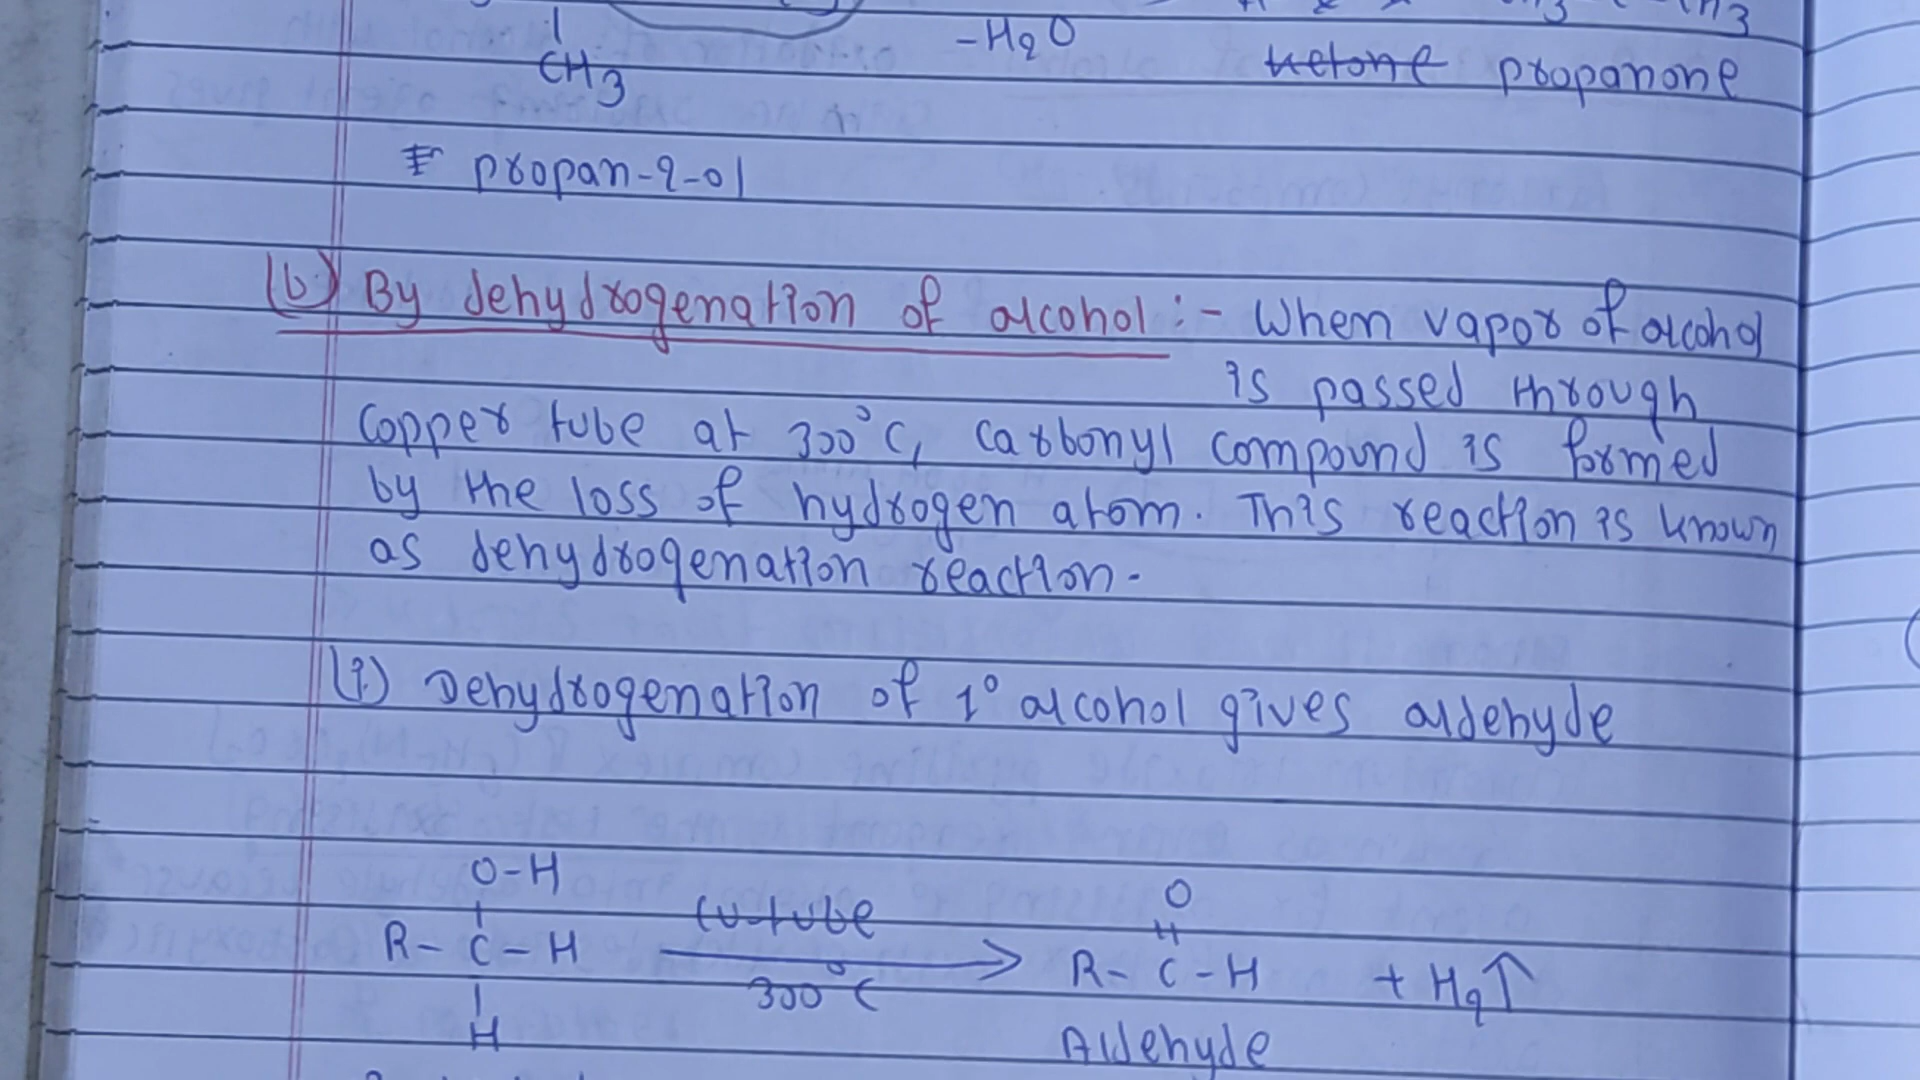 CH3
-H2O
ketone propanone
propan-2-ol
(b) By dehydrogenation of alcohol :- When vapor of alcohol
is passed through
copper tube at 300°C, carbonyl compound is formed
by the loss of hydrogen atom. This reaction is known
as dehydrogenation reaction.
(i) Dehydrogenation of 1° alcohol gives aldehyde
O-H
R-C-H
H
Cu-tube
300°C
O
R-C-H + H2↑
Aldehyde